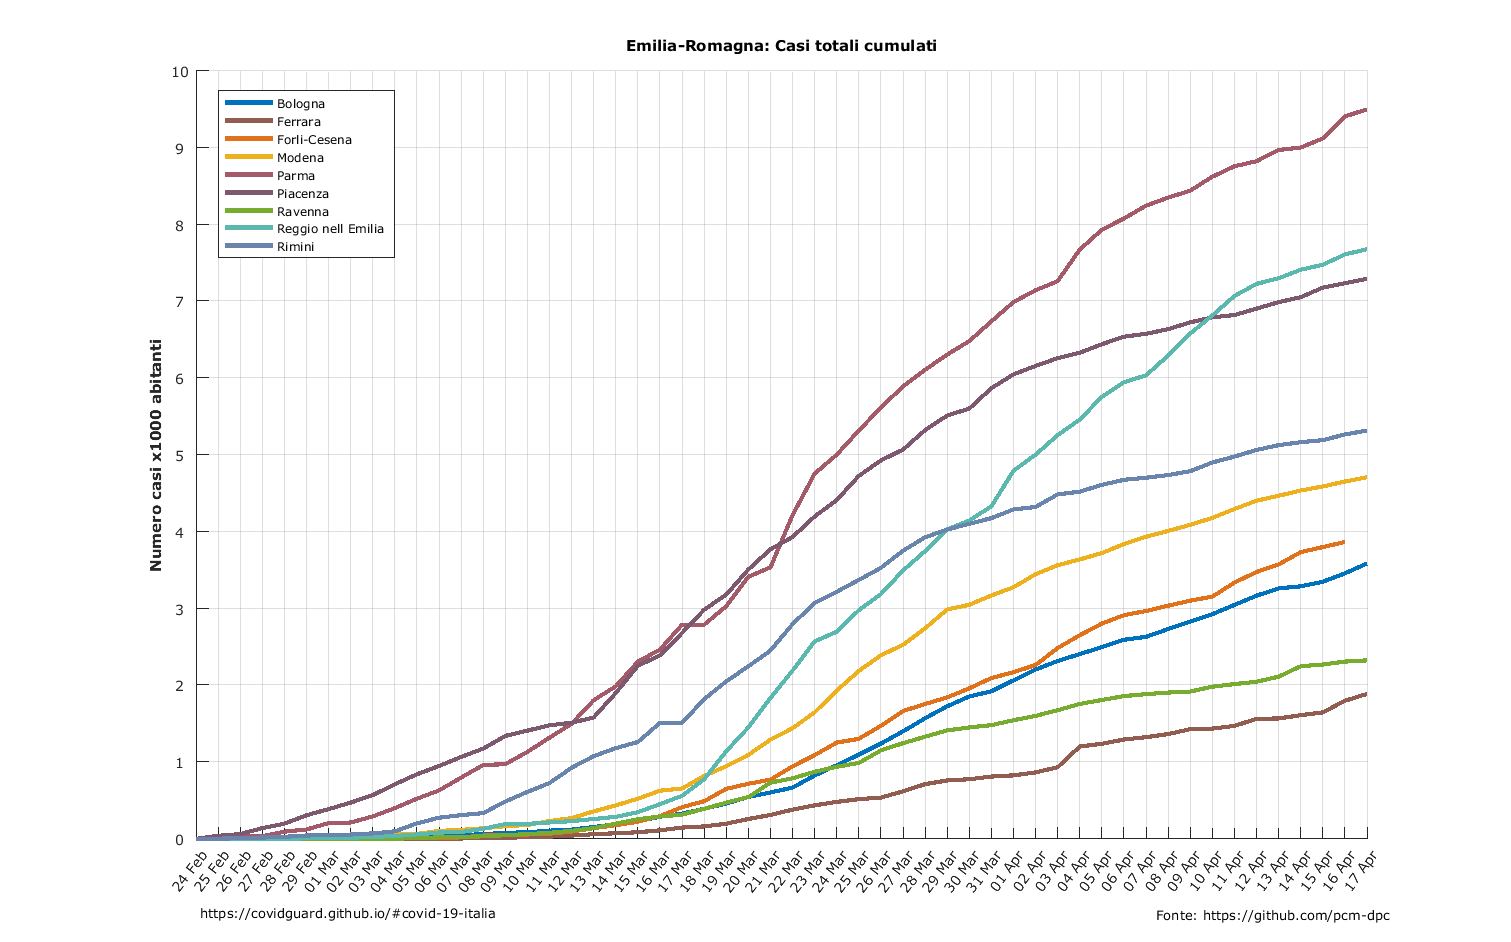 Emilia-Romagna: Casi totali cumulati
Numero casi x1000 abitanti
10
9
8
7
6
5
4
3
2
1
0
Bologna
Ferrara
Forli-Cesena
Modena
Parma
Piacenza
Ravenna
Reggio nell Emilia
Rimini
24 Feb
25 Feb
26 Feb
27 Feb
28 Feb
29 Feb
01 Mar
02 Mar
03 Mar
04 Mar
05 Mar
06 Mar
07 Mar
08 Mar
09 Mar
10 Mar
11 Mar
12 Mar
13 Mar
14 Mar
15 Mar
16 Mar
17 Mar
18 Mar
19 Mar
20 Mar
21 Mar
22 Mar
23 Mar
24 Mar
25 Mar
26 Mar
27 Mar
28 Mar
29 Mar
30 Mar
31 Mar
01 Apr
02 Apr
03 Apr
04 Apr
05 Apr
06 Apr
07 Apr
08 Apr
09 Apr
10 Apr
11 Apr
12 Apr
13 Apr
14 Apr
15 Apr
16 Apr
17 Apr
https://covidguard.github.io/#covid-19-italia
Fonte: https://github.com/pcm-dpc